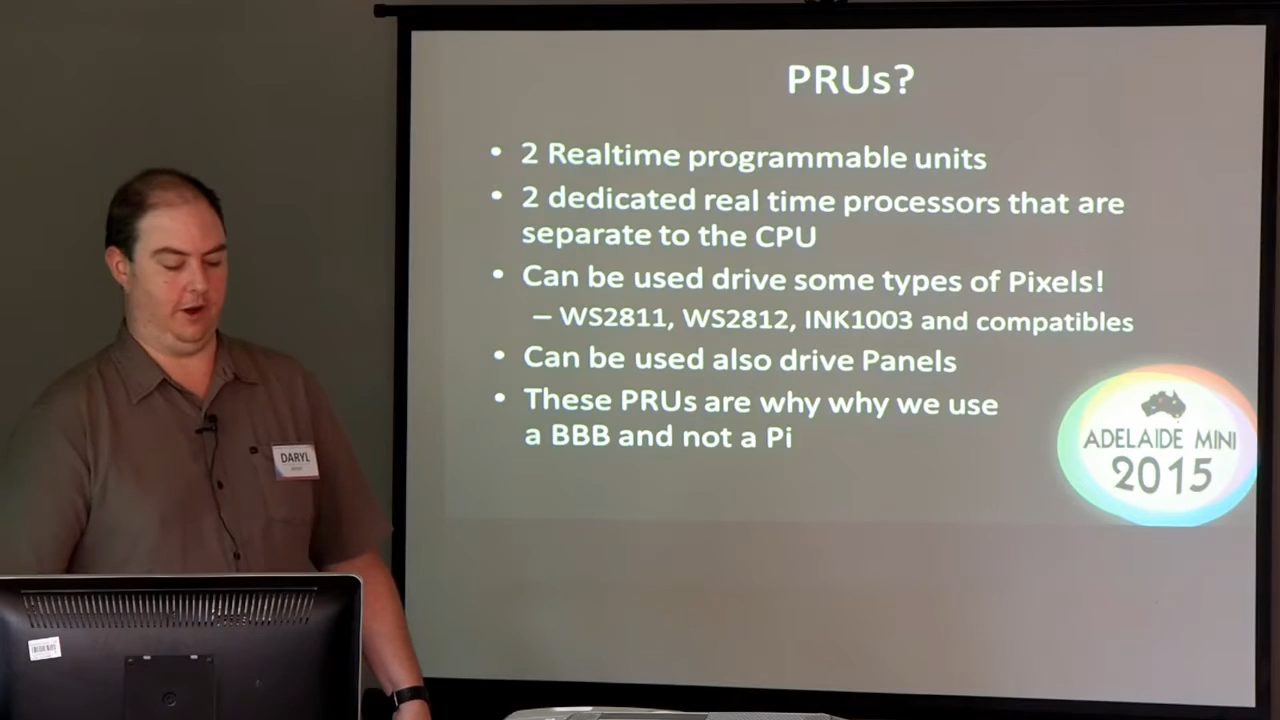 PRUs?
• 2 Realtime programmable units
• 2 dedicated real time processors that are
separate to the CPU
• Can be used drive some types of Pixels!
– WS2811, WS2812, INK1003 and compatibles
• Can be used also drive Panels
• These PRUs are why why we use
a BBB and not a Pi
ADELAIDE MINI
2015
DARYL